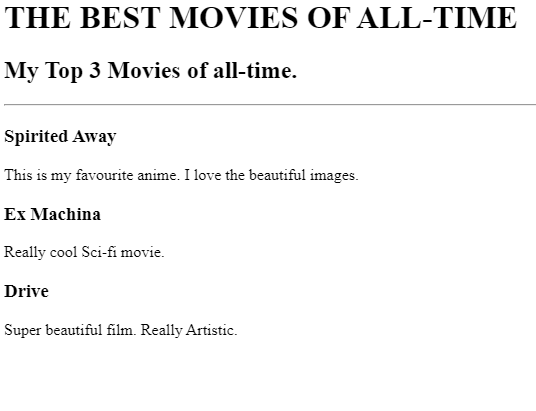 THE BEST MOVIES OF ALL-TIME
My Top 3 Movies of all-time.
Spirited Away
This is my favourite anime. I love the beautiful images.
Ex Machina
Really cool Sci-fi movie.
Drive
Super beautiful film. Really Artistic.